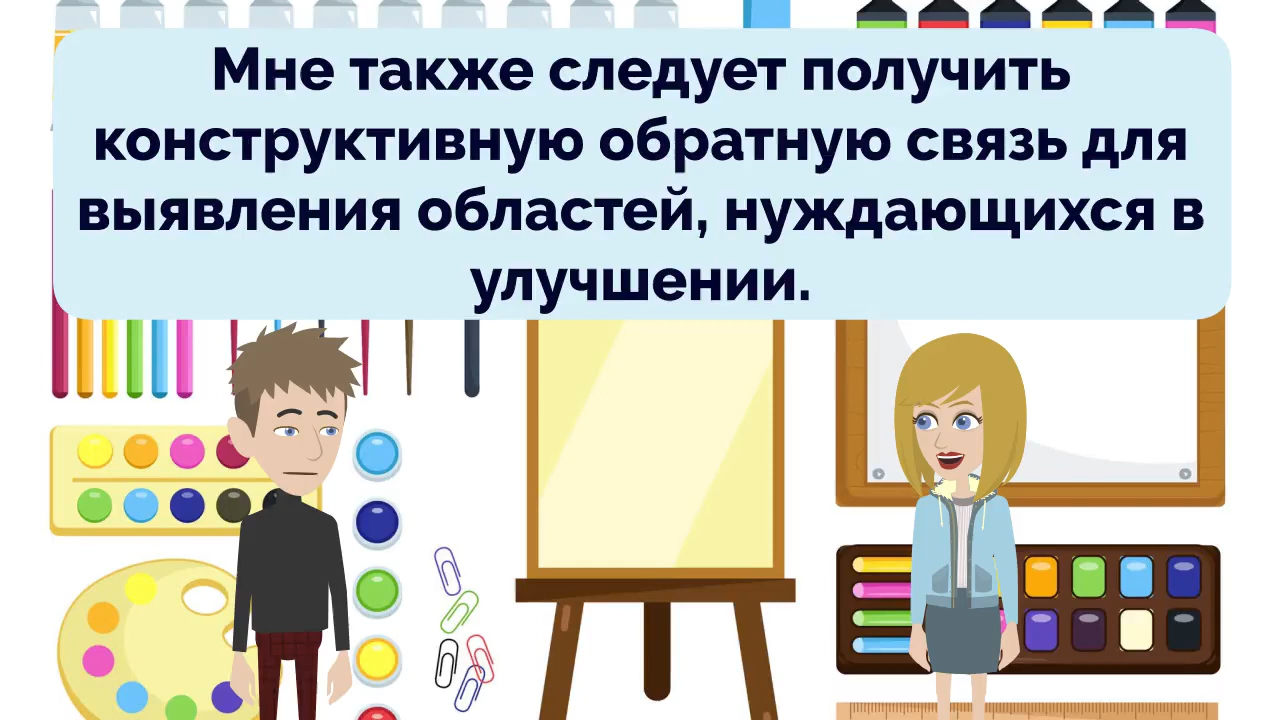 Мне также следует получить
конструктивную обратную связь для
выявления областей, нуждающихся в
улучшении.